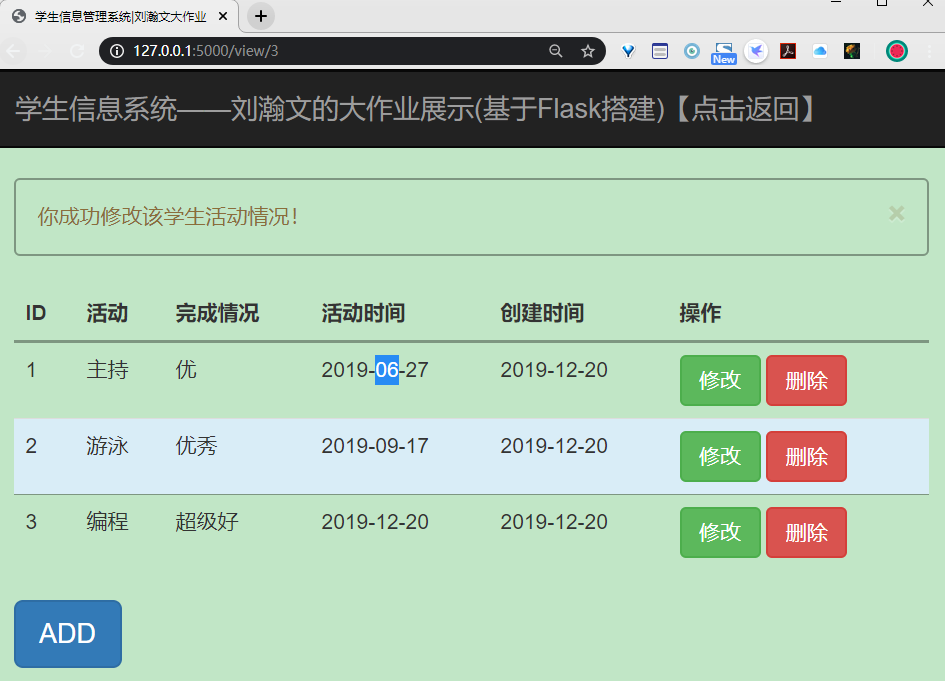 学生信息管理系统|刘瀚文大作业
127.0.0.1:5000/view/3
New
学生信息系统——刘瀚文的大作业展示(基于Flask搭建)【点击返回】
你成功修改该学生活动情况！
ID 活动 完成情况 活动时间 创建时间 操作
1 主持 优 2019-06-27 2019-12-20 修改 删除
2 游泳 优秀 2019-09-17 2019-12-20 修改 删除
3 编程 超级好 2019-12-20 2019-12-20 修改 删除
ADD